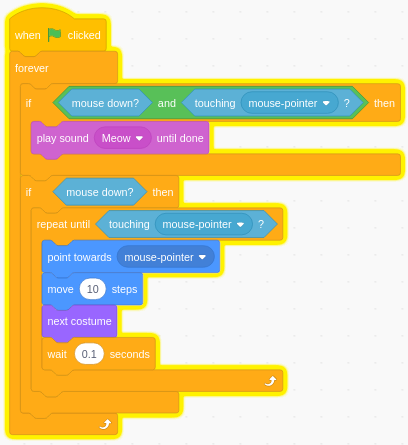 when clicked
forever
if mouse down? and touching mouse-pointer ? then
play sound Meow until done
if mouse down? then
repeat until touching mouse-pointer ?
point towards mouse-pointer
move 10 steps
next costume
wait 0.1 seconds